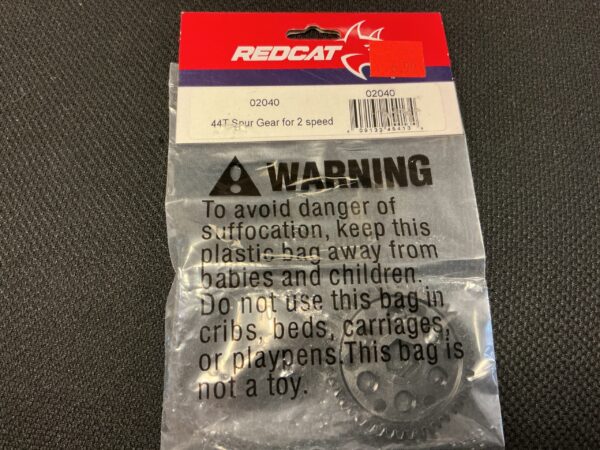 REDCAT
02040
02040
44T Spur Gear for 2 speed
WARNING
To avoid danger of
suffocation, keep this
plastic bag away from
babies and children.
Do not use this bag in
cribs, beds, carriages,
or playpens.This bag is
not a toy.